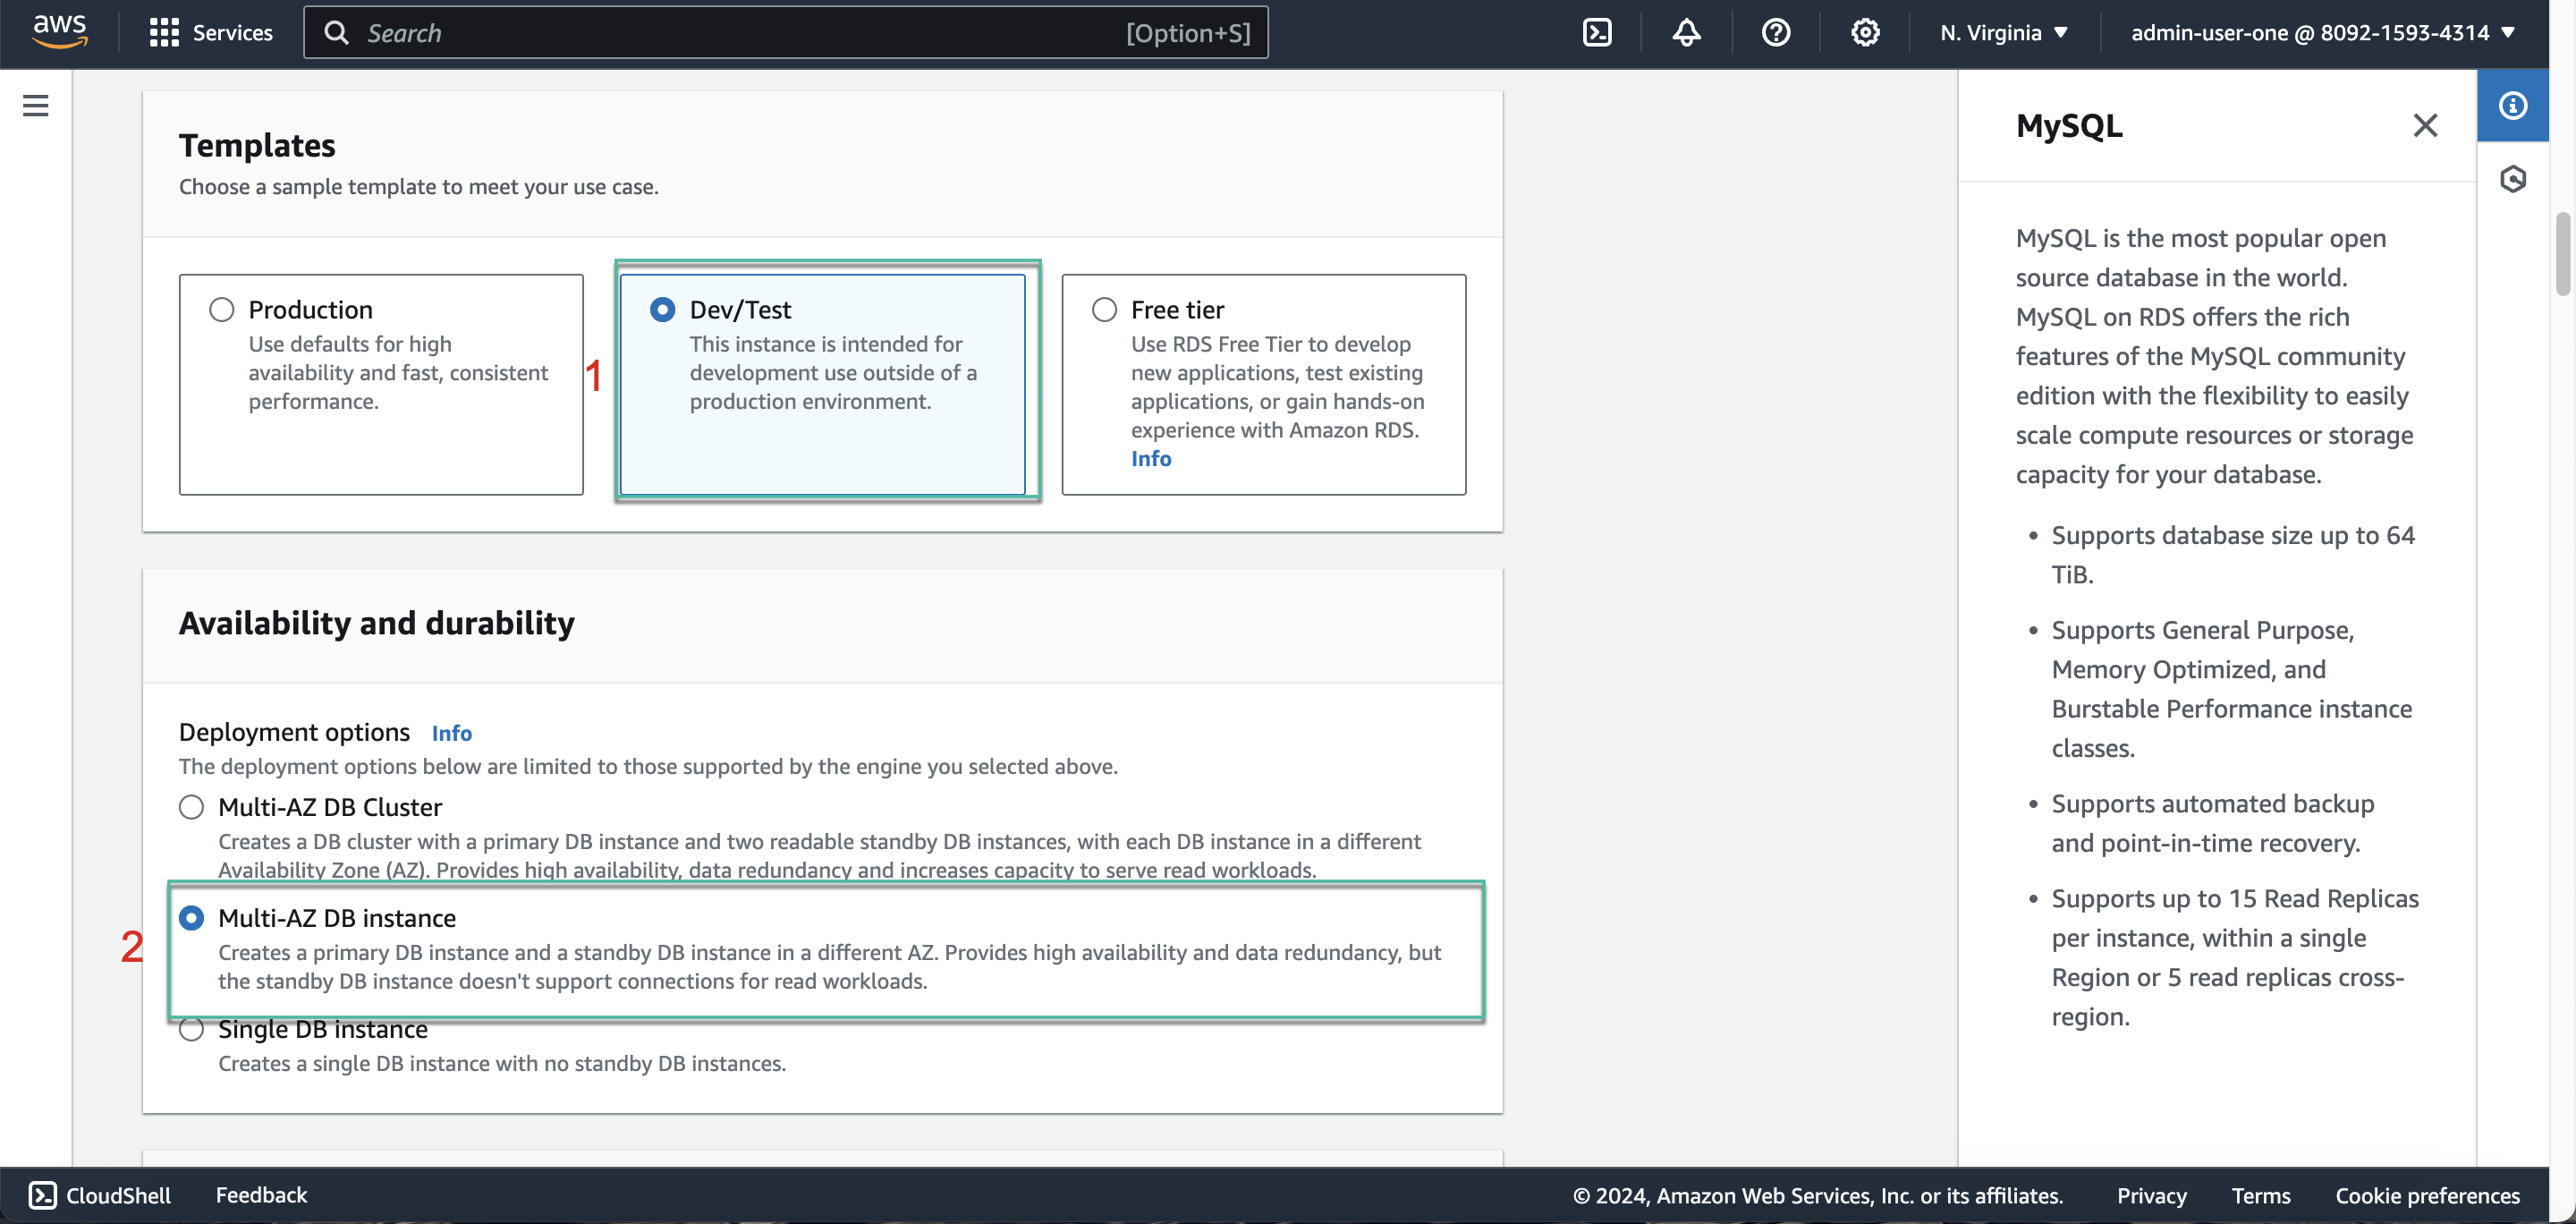 aws
Services
Search
[Option+S]
N. Virginia
admin-user-one @ 8092-1593-4314
Templates
Choose a sample template to meet your use case.
Production
Use defaults for high
availability and fast, consistent
performance.
1
Dev/Test
This instance is intended for
development use outside of a
production environment.
Free tier
Use RDS Free Tier to develop
new applications, test existing
applications, or gain hands-on
experience with Amazon RDS.
Info
Availability and durability
Deployment options Info
The deployment options below are limited to those supported by the engine you selected above.
Multi-AZ DB Cluster
Creates a DB cluster with a primary DB instance and two readable standby DB instances, with each DB instance in a different
Availability Zone (AZ). Provides high availability, data redundancy and increases capacity to serve read workloads.
2
Multi-AZ DB instance
Creates a primary DB instance and a standby DB instance in a different AZ. Provides high availability and data redundancy, but
the standby DB instance doesn't support connections for read workloads.
Single DB instance
Creates a single DB instance with no standby DB instances.
MySQL
MySQL is the most popular open
source database in the world.
MySQL on RDS offers the rich
features of the MySQL community
edition with the flexibility to easily
scale compute resources or storage
capacity for your database.
• Supports database size up to 64
TiB.
• Supports General Purpose,
Memory Optimized, and
Burstable Performance instance
classes.
• Supports automated backup
and point-in-time recovery.
• Supports up to 15 Read Replicas
per instance, within a single
Region or 5 read replicas cross-
region.
CloudShell
Feedback
© 2024, Amazon Web Services, Inc. or its affiliates.
Privacy
Terms
Cookie preferences